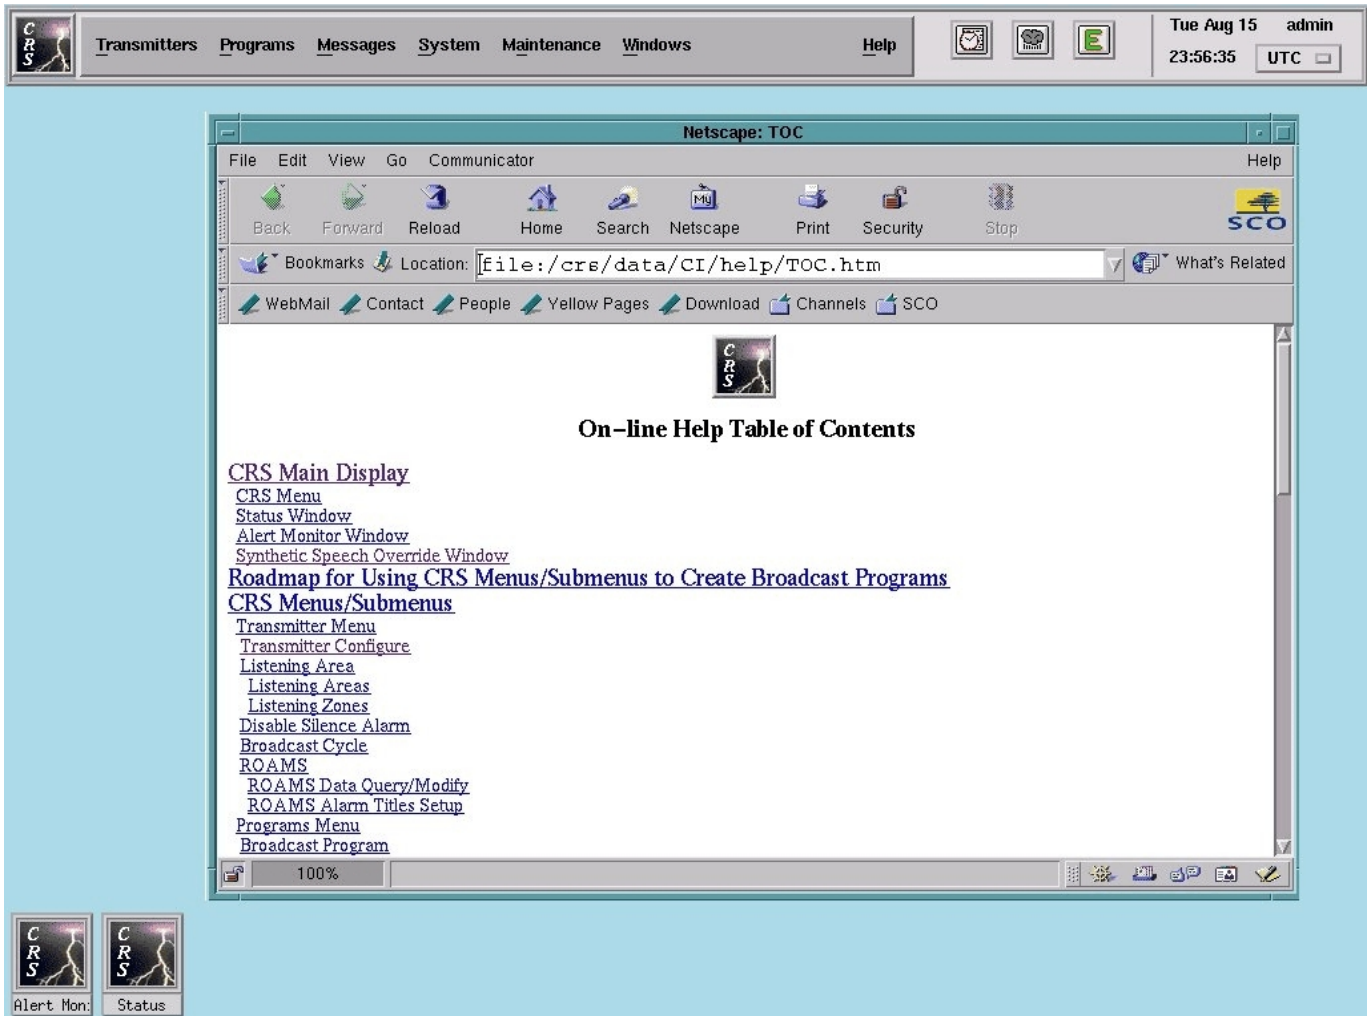 CRS
Transmitters Programs Messages System Maintenance Windows Help
E
Tue Aug 15 admin
23:56:35 UTC
Netscape: TOC
File Edit View Go Communicator Help
My
Back Forward Reload Home Search Netscape Print Security Stop
SCO
Bookmarks Location: file:/crs/data/CI/help/TOC.htm What's Related
WebMail Contact People Yellow Pages Download Channels SCO
CRS
On-line Help Table of Contents
CRS Main Display
CRS Menu
Status Window
Alert Monitor Window
Synthetic Speech Override Window
Roadmap for Using CRS Menus/Submenus to Create Broadcast Programs
CRS Menus/Submenus
Transmitter Menu
Transmitter Configure
Listening Area
Listening Areas
Listening Zones
Disable Silence Alarm
Broadcast Cycle
ROAMS
ROAMS Data Query/Modify
ROAMS Alarm Titles Setup
Programs Menu
Broadcast Program
100%
CRS CRS
Alert Mon: Status